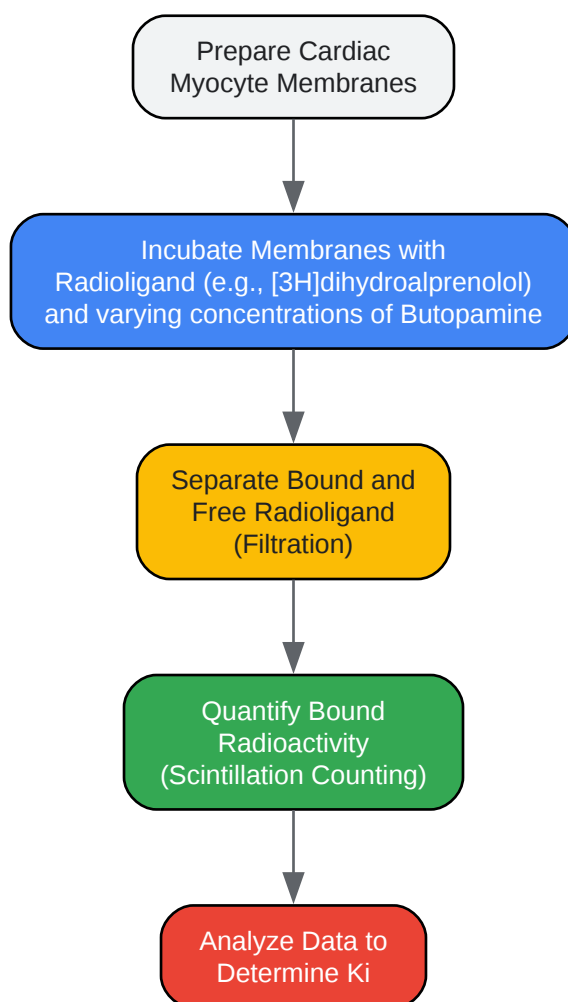 Prepare Cardiac
Myocyte Membranes
Incubate Membranes with
Radioligand (e.g., [3H]dihydroalprenolol)
and varying concentrations of Butopamine
Separate Bound and
Free Radioligand
(Filtration)
Quantify Bound
Radioactivity
(Scintillation Counting)
Analyze Data to
Determine Ki